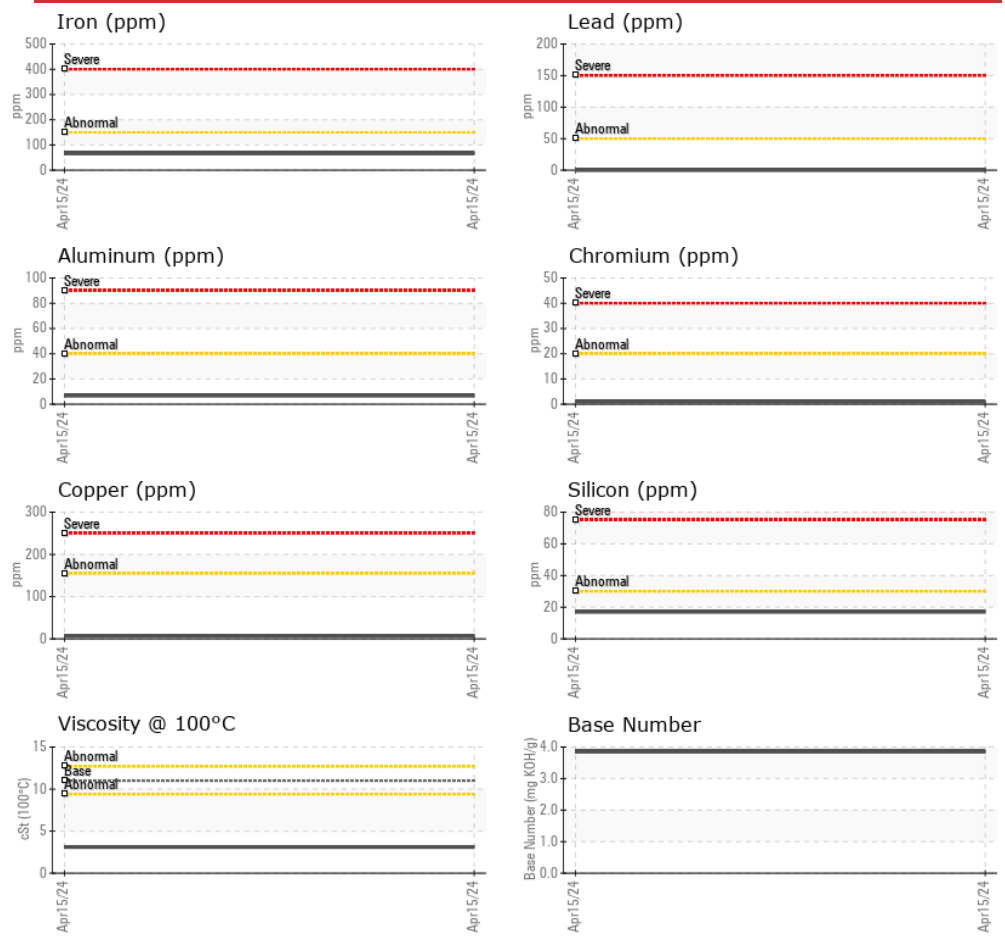 Iron (ppm)
500
400
300
200
100
0
ppm
Severe
Abnormal
Apr15/24
Apr15/24
Lead (ppm)
200
150
100
50
0
ppm
Severe
Abnormal
Apr15/24
Apr15/24
Aluminum (ppm)
100
80
60
40
20
0
ppm
Severe
Abnormal
Apr15/24
Apr15/24
Chromium (ppm)
50
40
30
20
10
0
ppm
Severe
Abnormal
Apr15/24
Apr15/24
Copper (ppm)
300
200
100
0
ppm
Severe
Abnormal
Apr15/24
Apr15/24
Silicon (ppm)
80
60
40
20
0
ppm
Severe
Abnormal
Apr15/24
Apr15/24
Viscosity @ 100°C
15
10
5
0
cSt (100°C)
Abnormal
Base
Abnormal
Apr15/24
Apr15/24
Base Number
4.0
3.0
2.0
1.0
0.0
Base Number (mg KOH/g)
Apr15/24
Apr15/24